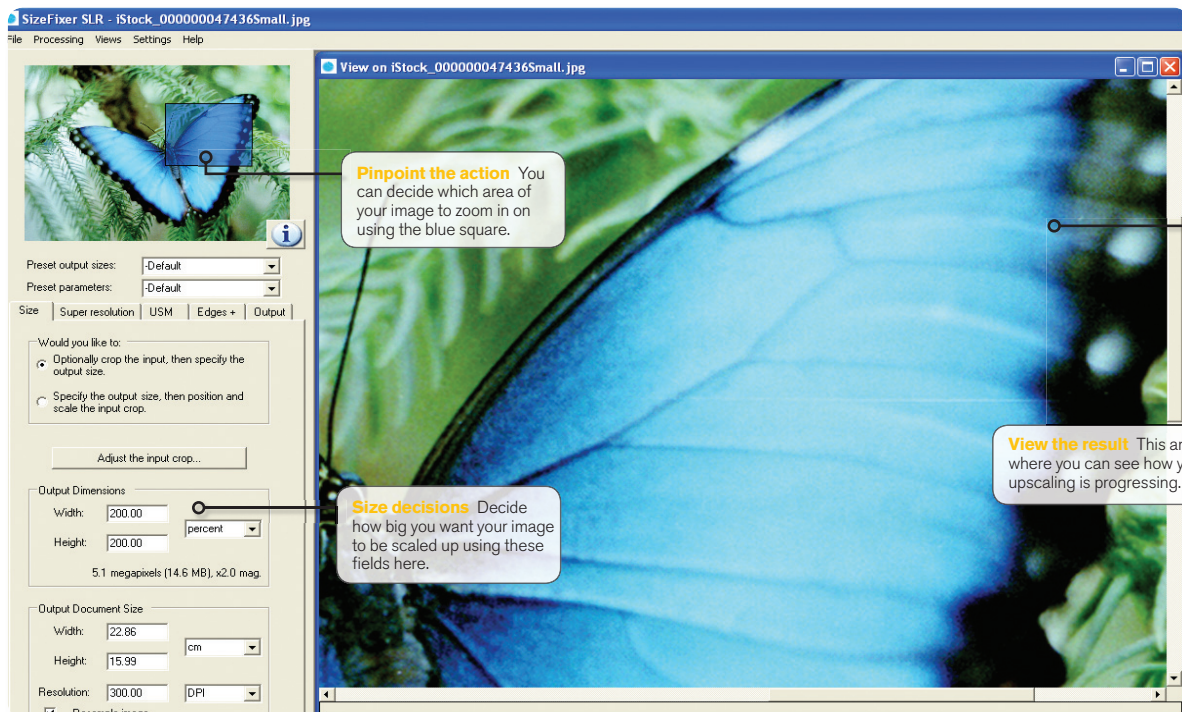 SizeFixer SLR - iStock_000000047436Small.jpg
File Processing Views Settings Help
View on iStock_000000047436Small.jpg
Pinpoint the action You
can decide which area of
your image to zoom in on
using the blue square.
i
Preset output sizes: -Default
Preset parameters: -Default
Size Super resolution USM Edges + Output
Would you like to:
Optionally crop the input, then specify the
output size.
Specify the output size, then position and
scale the input crop.
Adjust the input crop...
Output Dimensions
Width: 200.00
percent
Height: 200.00
5.1 megapixels (14.6 MB), x2.0 mag.
Size decisions Decide
how big you want your image
to be scaled up using these
fields here.
View the result This
where you can see how
upscaling is progressing.
Output Document Size
Width: 22.86
cm
Height: 15.99
Resolution: 300.00 DPI